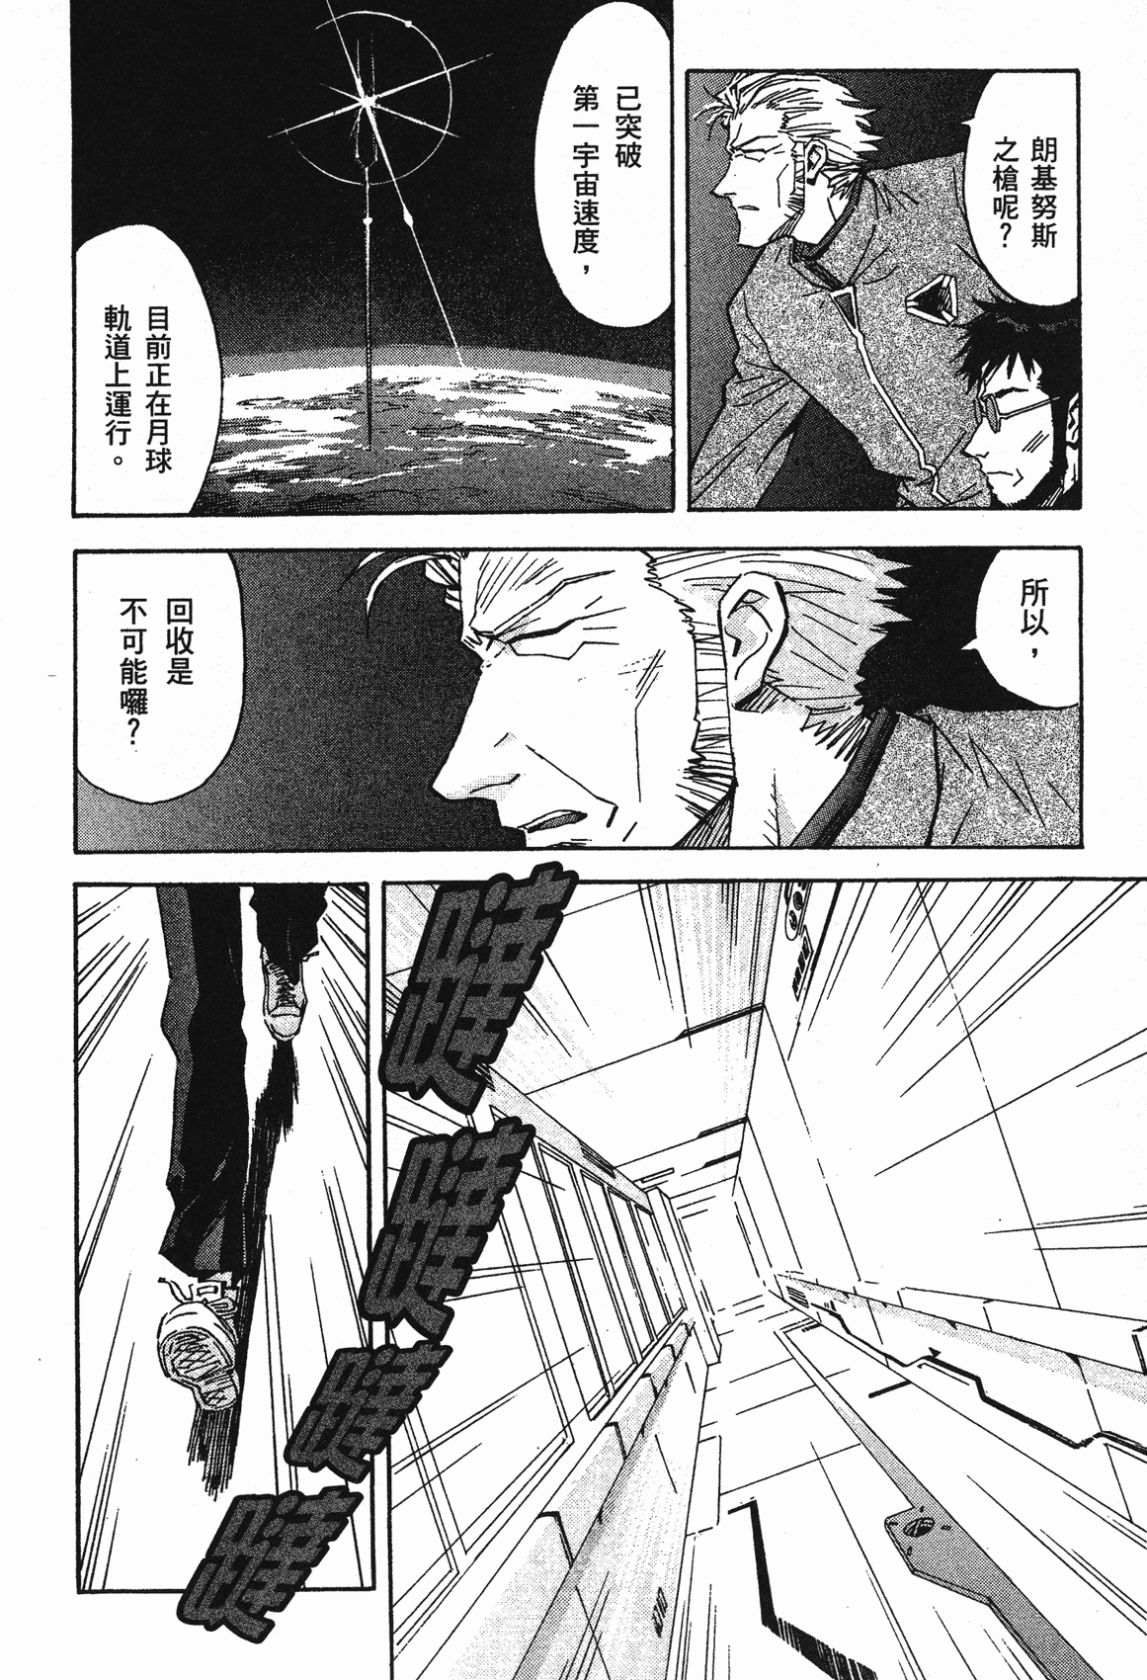 朗基努斯
之槍呢？
已突破
第一宇宙速度，
目前正在月球
軌道上運行。
所以，
回收是
不可能囉？
噠
噠
噠
噠